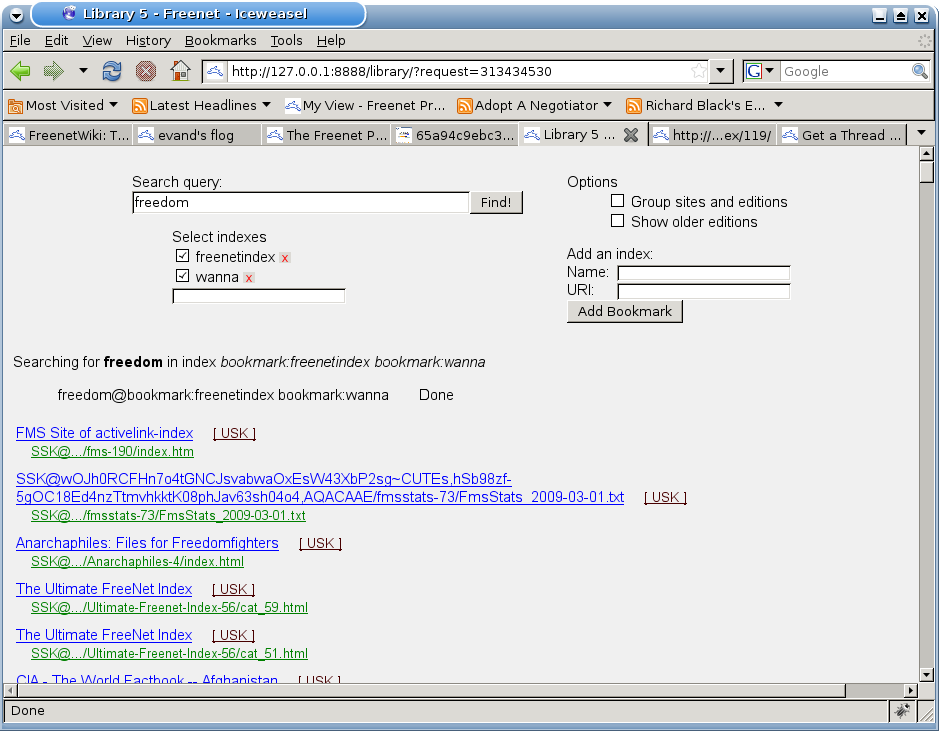 Library 5 - Freenet - Iceweasel
File Edit View History Bookmarks Tools Help
http://127.0.0.1:8888/library/?request=313434530
G Google
Most Visited Latest Headlines My View - Freenet Pr... Adopt A Negotiator Richard Black's E...
FreenetWiki: T... evand's flog The Freenet P... 65a94c9ebc3... Library 5 ... http://...ex/119/ Get a Thread ...
Search query:
freedom Find!
Select indexes
freenetindex x
wanna x
Options
Group sites and editions
Show older editions
Add an index:
Name:
URI:
Add Bookmark
Searching for freedom in index bookmark:freenetindex bookmark:wanna
freedom@bookmark:freenetindex bookmark:wanna Done
FMS Site of activelink-index [ USK ]
SSK@.../fms-190/index.htm
SSK@wOJh0RCFHn7o4tGNCJsvabwaOxEsW43XbP2sg~CUTEs,hSb98zf-
5gOC18Ed4nzTtmvhkktK08phJav63sh04o4,AQACAAE/fmsstats-73/FmsStats_2009-03-01.txt [ USK ]
SSK@.../fmsstats-73/FmsStats_2009-03-01.txt
Anarchaphiles: Files for Freedomfighters [ USK ]
SSK@.../Anarchaphiles-4/index.html
The Ultimate FreeNet Index [ USK ]
SSK@.../Ultimate-Freenet-Index-56/cat_59.html
The Ultimate FreeNet Index [ USK ]
SSK@.../Ultimate-Freenet-Index-56/cat_51.html
CIA - The World Factbook -- Afghanistan [ USK ]
Done